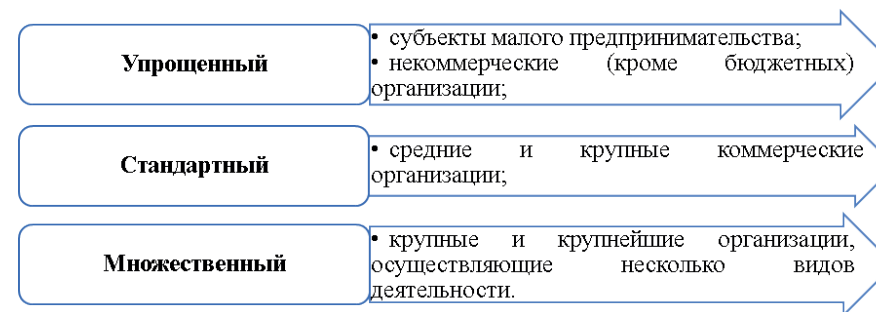 Упрощенный
• субъекты малого предпринимательства;
• некоммерческие (кроме бюджетных)
организации;
Стандартный
• средние и крупные коммерческие
организации;
Множественный
• крупные и крупнейшие организации,
осуществляющие несколько видов
деятельности.